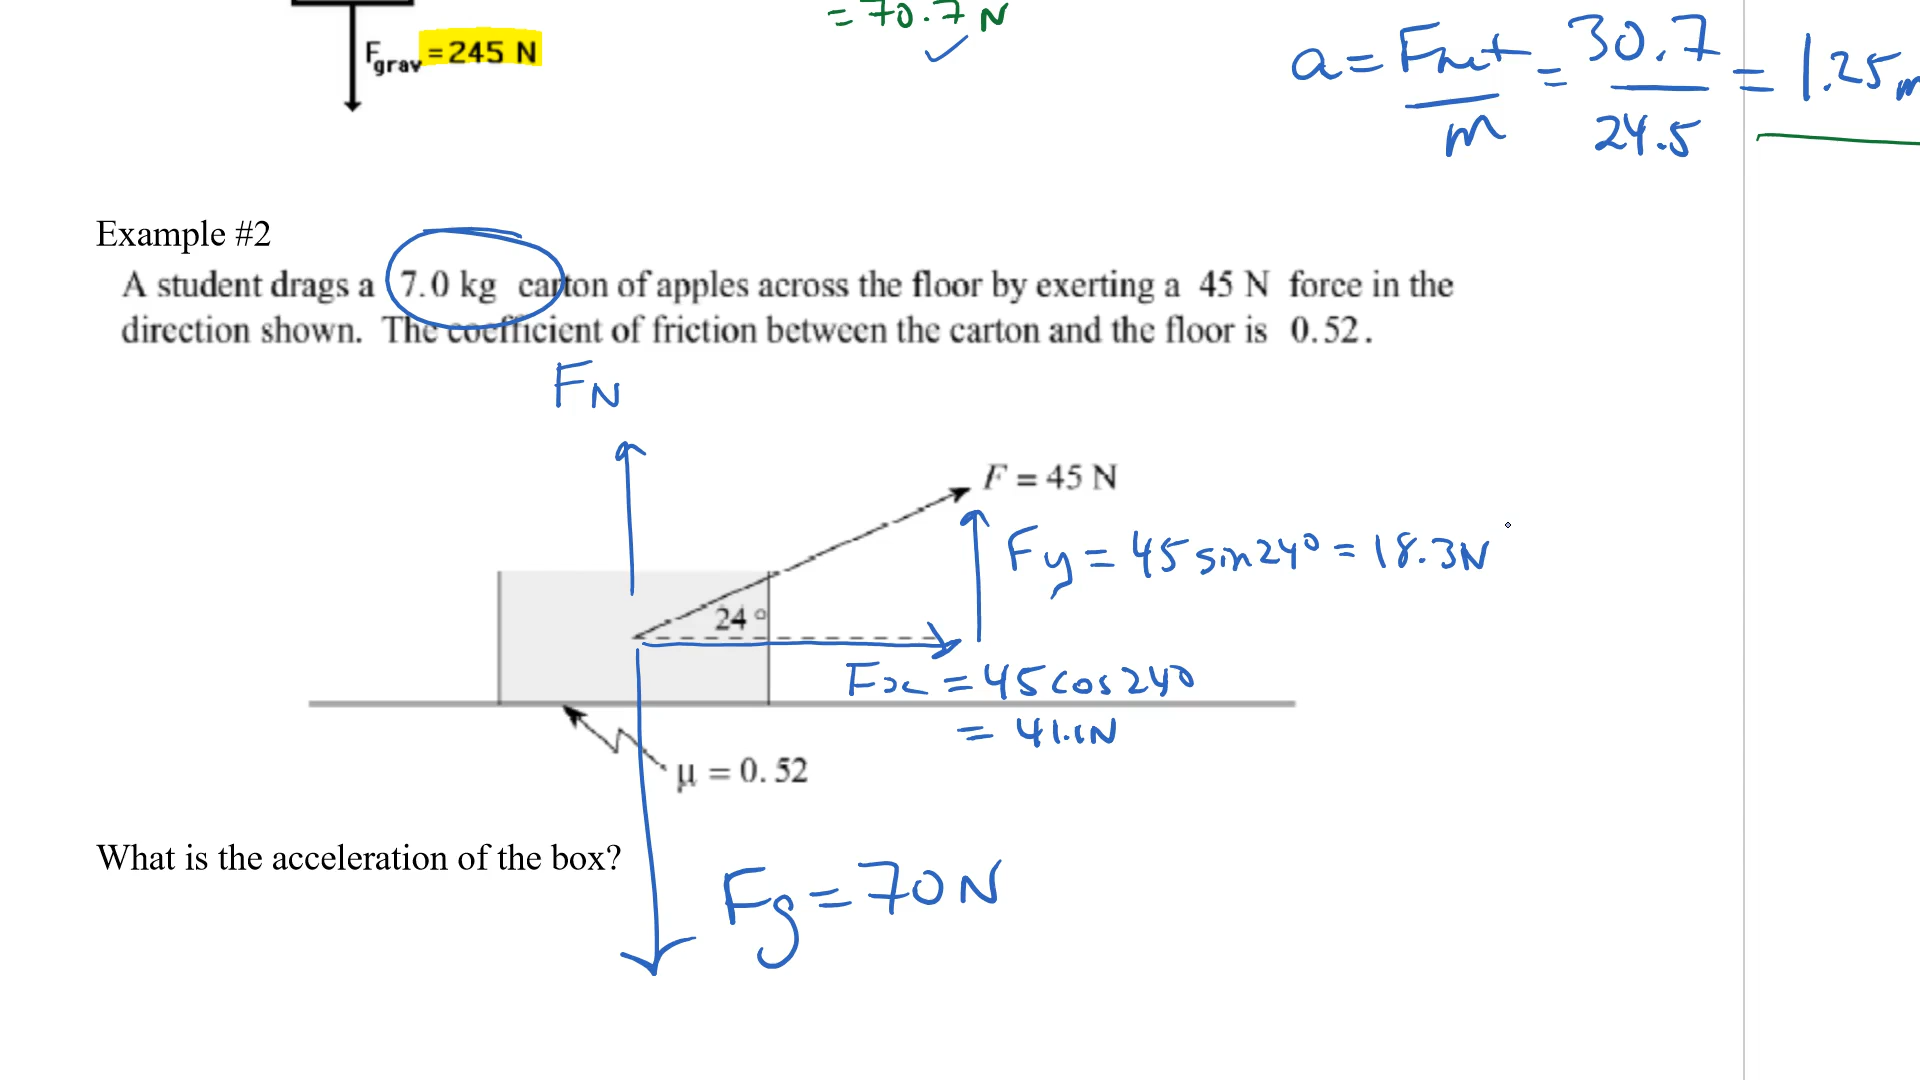 = 70.7 N
Fgrav = 245 N
a = Fnet / m = 30.7 / 24.5 = 1.25 m
Example #2
A student drags a 7.0 kg carton of apples across the floor by exerting a 45 N force in the
direction shown. The coefficient of friction between the carton and the floor is 0.52.
FN
F = 45 N
Fy = 45 sin24° = 18.3N
24°
Fx = 45 cos24°
= 41.1N
μ = 0.52
What is the acceleration of the box?
Fg = 70N